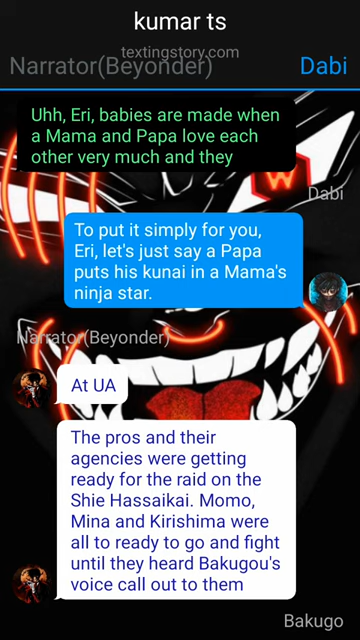 kumar ts
textingstory.com
Narrator(Beyonder)
Dabi
Uhh, Eri, babies are made when
a Mama and Papa love each
other very much and they
Dabi
To put it simply for you,
Eri, let's just say a Papa
puts his kunai in a Mama's
ninja star.
Narrator(Beyonder)
At UA
The pros and their
agencies were getting
ready for the raid on the
Shie Hassaikai. Momo,
Mina and Kirishima were
all to ready to go and fight
until they heard Bakugou's
voice call out to them
Bakugo